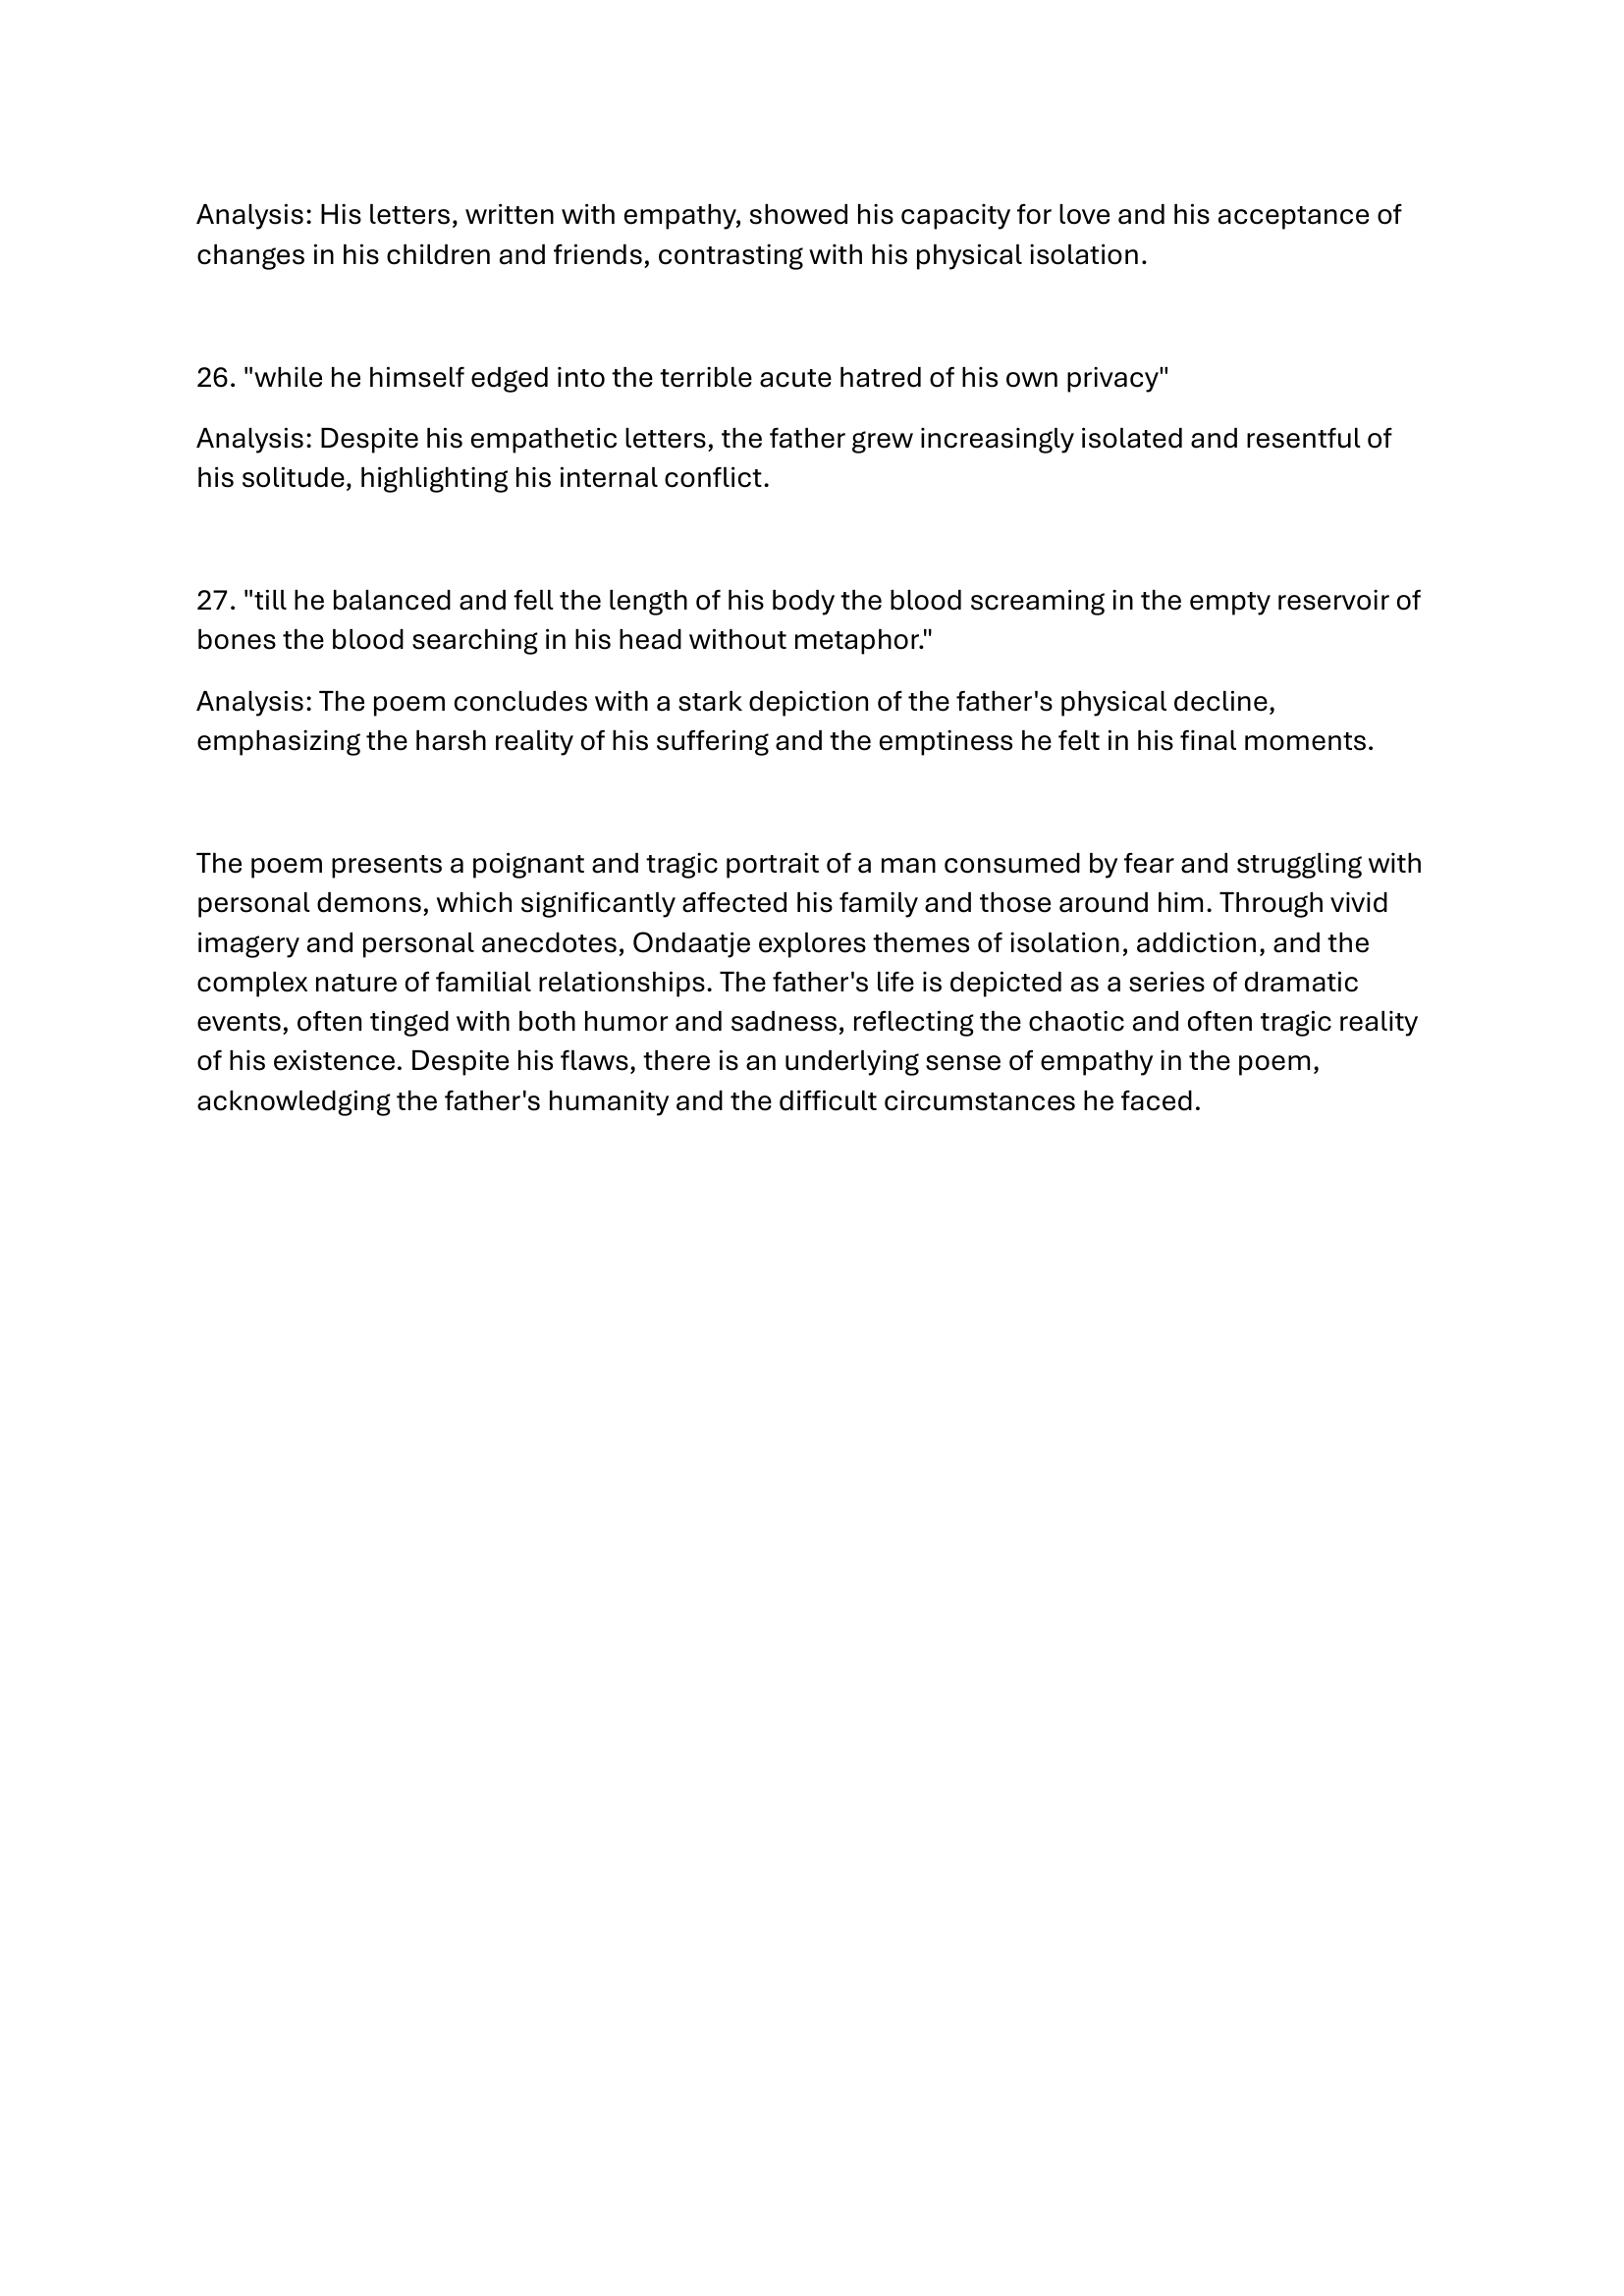 Analysis: His letters, written with empathy, showed his capacity for love and his acceptance of
changes in his children and friends, contrasting with his physical isolation.
26. "while he himself edged into the terrible acute hatred of his own privacy"
Analysis: Despite his empathetic letters, the father grew increasingly isolated and resentful of
his solitude, highlighting his internal conflict.
27. "till he balanced and fell the length of his body the blood screaming in the empty reservoir of
bones the blood searching in his head without metaphor."
Analysis: The poem concludes with a stark depiction of the father's physical decline,
emphasizing the harsh reality of his suffering and the emptiness he felt in his final moments.
The poem presents a poignant and tragic portrait of a man consumed by fear and struggling with
personal demons, which significantly affected his family and those around him. Through vivid
imagery and personal anecdotes, Ondaatje explores themes of isolation, addiction, and the
complex nature of familial relationships. The father's life is depicted as a series of dramatic
events, often tinged with both humor and sadness, reflecting the chaotic and often tragic reality
of his existence. Despite his flaws, there is an underlying sense of empathy in the poem,
acknowledging the father's humanity and the difficult circumstances he faced.